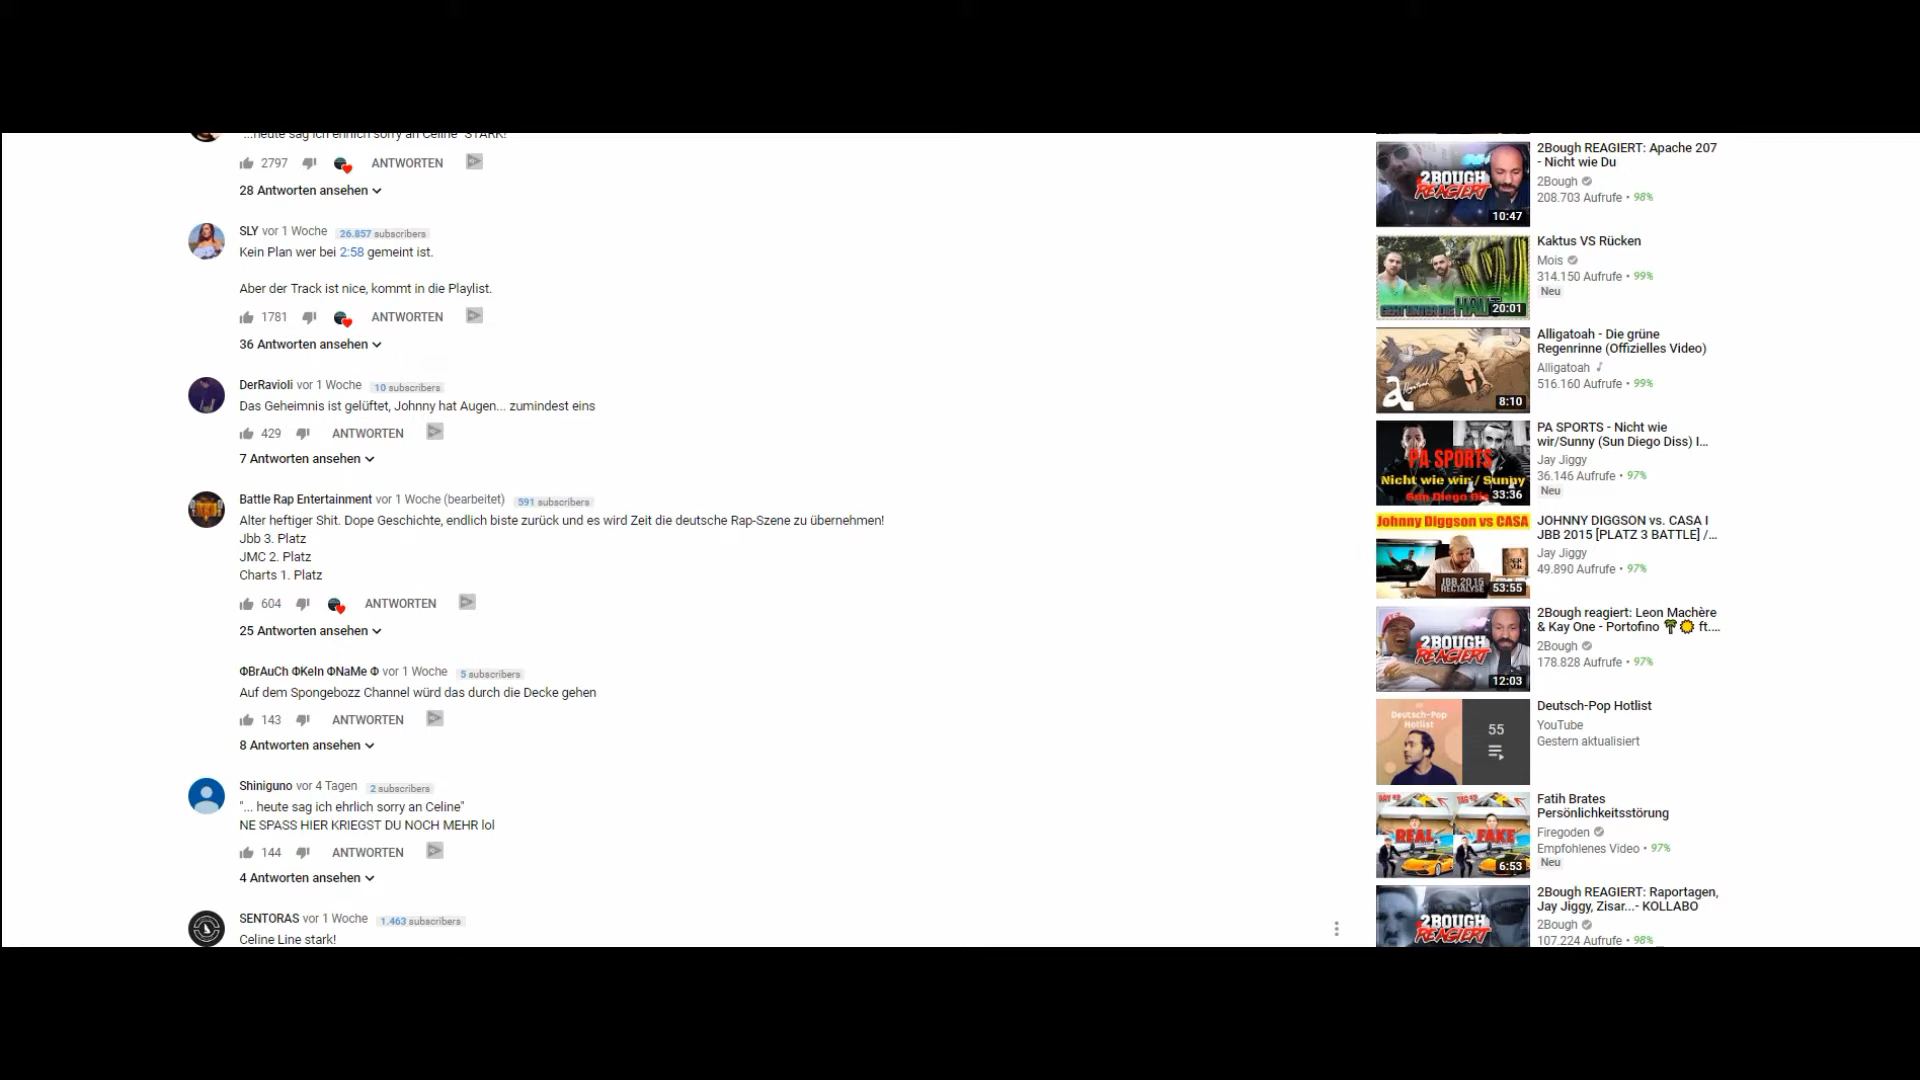 "...heute sag ich ehrlich sorry an Celine" STARK!
2797 ANTWORTEN
28 Antworten ansehen
SLY vor 1 Woche 26.857 subscribers
Kein Plan wer bei 2:58 gemeint ist.
Aber der Track ist nice, kommt in die Playlist.
1781 ANTWORTEN
36 Antworten ansehen
DerRavioli vor 1 Woche 10 subscribers
Das Geheimnis ist gelüftet, Johnny hat Augen... zumindest eins
429 ANTWORTEN
7 Antworten ansehen
Battle Rap Entertainment vor 1 Woche (bearbeitet) 591 subscribers
Alter heftiger Shit. Dope Geschichte, endlich biste zurück und es wird Zeit die deutsche Rap-Szene zu übernehmen!
Jbb 3. Platz
JMC 2. Platz
Charts 1. Platz
604 ANTWORTEN
25 Antworten ansehen
ΦBrAuCh ΦKeIn ΦNaMe Φ vor 1 Woche 5 subscribers
Auf dem Spongebozz Channel würd das durch die Decke gehen
143 ANTWORTEN
8 Antworten ansehen
Shiniguno vor 4 Tagen 2 subscribers
"... heute sag ich ehrlich sorry an Celine"
NE SPASS HIER KRIEGST DU NOCH MEHR lol
144 ANTWORTEN
4 Antworten ansehen
SENTORAS vor 1 Woche 1.463 subscribers
Celine Line stark!
2BOUGH
REAGIERT
10:47
2Bough REAGIERT: Apache 207
- Nicht wie Du
2Bough
208.703 Aufrufe • 98%
20:01
Kaktus VS Rücken
Mois
314.150 Aufrufe • 99%
Neu
a Alligatoah
8:10
Alligatoah - Die grüne
Regenrinne (Offizielles Video)
Alligatoah
516.160 Aufrufe • 99%
PA SPORTS
Nicht wie wir / Sunny
33:36
PA SPORTS - Nicht wie
wir/Sunny (Sun Diego Diss) I...
Jay Jiggy
36.146 Aufrufe • 97%
Neu
Johnny Diggson vs CASA
JBB 2015
53:55
JOHNNY DIGGSON vs. CASA I
JBB 2015 [PLATZ 3 BATTLE] /...
Jay Jiggy
49.890 Aufrufe • 97%
2BOUGH
REAGIERT
12:03
2Bough reagiert: Leon Machère
& Kay One - Portofino 🌴🌞 ft....
2Bough
178.828 Aufrufe • 97%
Deutsch-Pop
Hotlist
55
Deutsch-Pop Hotlist
YouTube
Gestern aktualisiert
REAL FAKE
6:53
Fatih Brates
Persönlichkeitsstörung
Firegoden
Empfohlenes Video • 97%
Neu
2BOUGH
REAGIERT
2Bough REAGIERT: Raportagen,
Jay Jiggy, Zisar...- KOLLABO
2Bough
107.224 Aufrufe • 98%